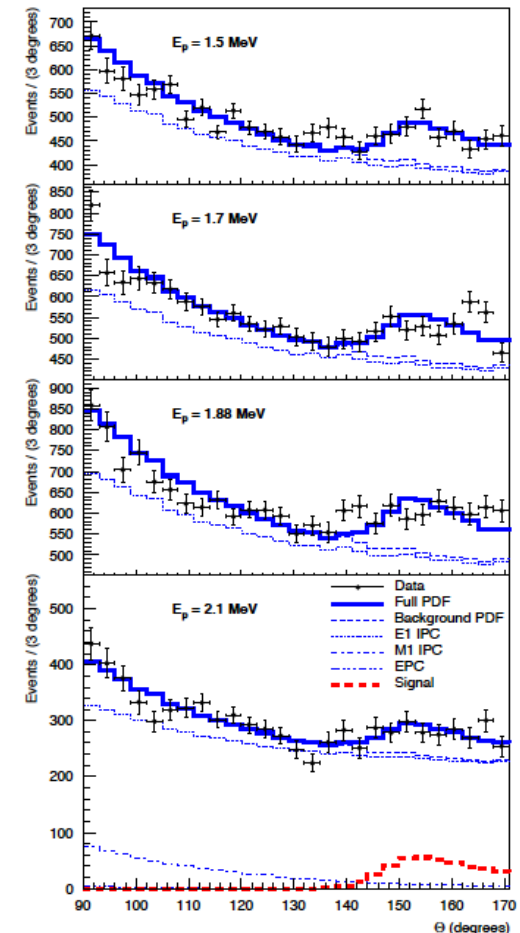 Events / (3 degrees)
700
650
600
550
500
450
400
E_p = 1.5 MeV
Events / (3 degrees)
850
800
750
700
650
600
550
500
450
E_p = 1.7 MeV
Events / (3 degrees)
900
850
800
750
700
650
600
550
500
E_p = 1.88 MeV
Events / (3 degrees)
500
400
300
200
100
0
E_p = 2.1 MeV
Data
Full PDF
Background PDF
E1 IPC
M1 IPC
EPC
Signal
90 100 110 120 130 140 150 160 170
Θ (degrees)